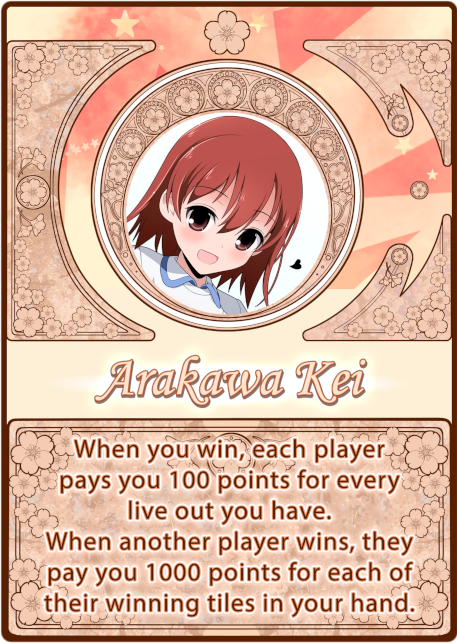 Arakawa Kei
When you win, each player
pays you 100 points for every
live out you have.
When another player wins, they
pay you 1000 points for each of
their winning tiles in your hand.